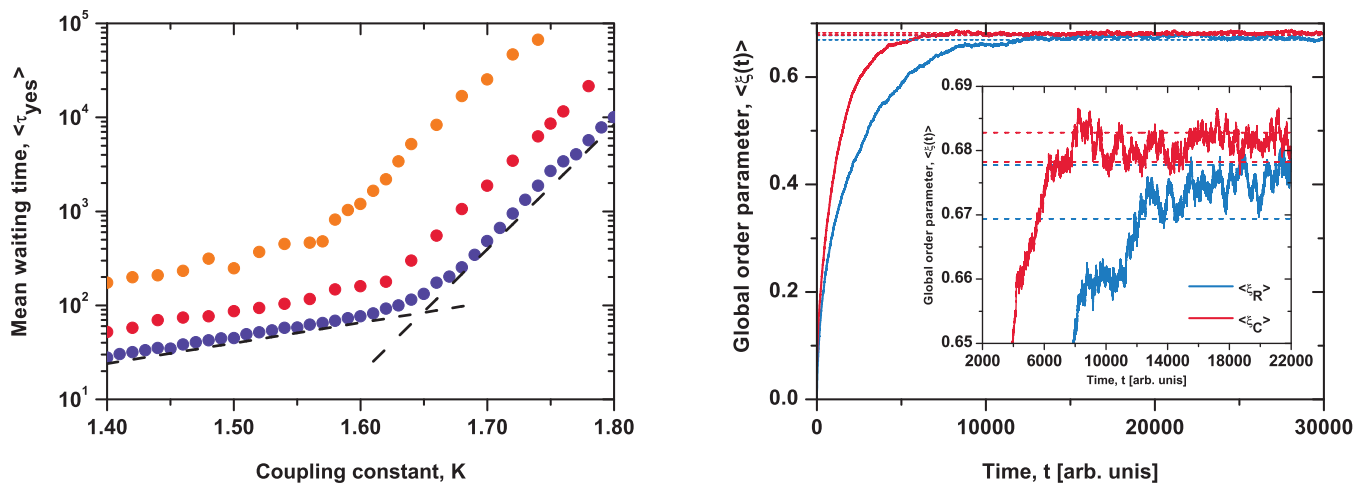 10^5
10^4
10^3
10^2
10^1
Mean waiting time, <τ_yes>
1.40 1.50 1.60 1.70 1.80
Coupling constant, K
0.6
0.4
0.2
0.0
Global order parameter, <ξ(t)>
0 10000 20000 30000
Time, t [arb. unis]
0.69
0.68
0.67
0.66
0.65
Global order parameter, <ξ(t)>
<ξ_R>
<ξ_C>
2000 6000 10000 14000 18000 22000
Time, t [arb. unis]